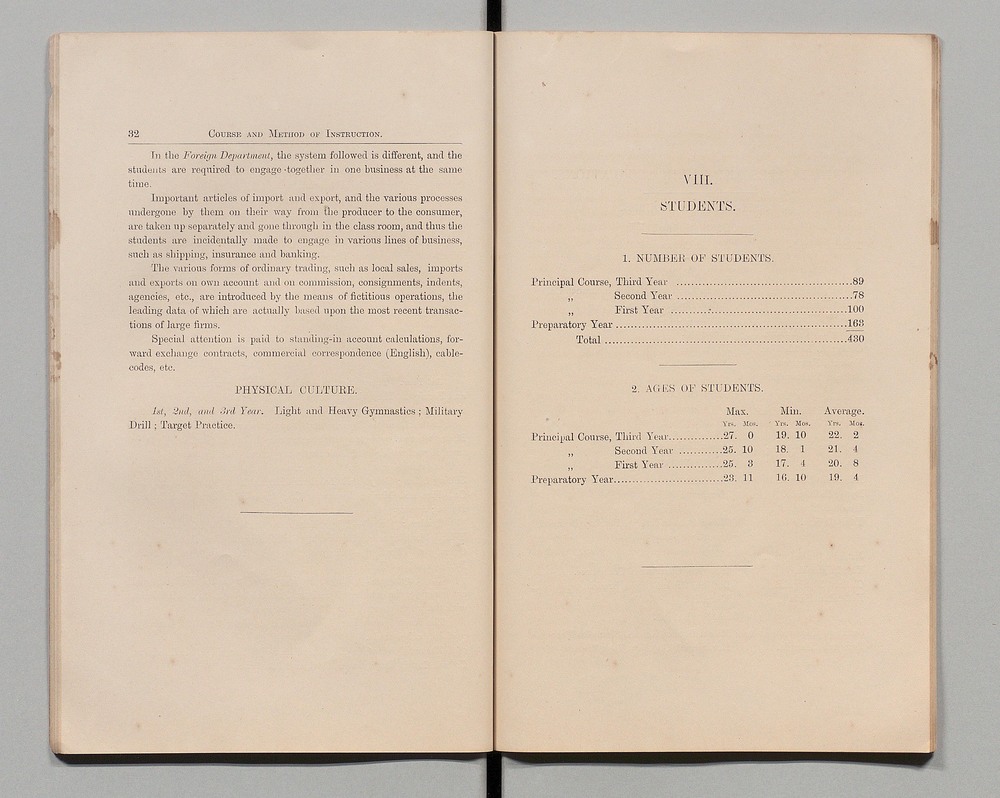 32 COURSE AND METHOD OF INSTRUCTION.
In the Foreign Department, the system followed is different, and the
students are required to engage -together in one business at the same
time.
Important articles of import and export, and the various processes
undergone by them on their way from the producer to the consumer,
are taken up separately and gone through in the class room, and thus the
students are incidentally made to engage in various lines of business,
such as shipping, insurance and banking.
The various forms of ordinary trading, such as local sales, imports
and exports on own account and on commission, consignments, indents,
agencies, etc., are introduced by the means of fictitious operations, the
leading data of which are actually based upon the most recent transac-
tions of large firms.
Special attention is paid to standing-in account calculations, for-
ward exchange contracts, commercial correspondence (English), cable-
codes, etc.
PHYSICAL CULTURE.
1st, 2nd, and 3rd Year. Light and Heavy Gymnastics ; Military
Drill ; Target Practice.
VIII.
STUDENTS.
1. NUMBER OF STUDENTS.
Principal Course, Third Year ............................................89
„ Second Year ............................................78
„ First Year ............................................100
Preparatory Year............................................163
Total ............................................430
2. AGES OF STUDENTS.
Max. Min. Average.
Yrs. Mos. Yrs. Mos. Yrs. Mos.
Principal Course, Third Year..............27. 0 19. 10 22. 2
„ Second Year ...........25. 10 18. 1 21. 4
„ First Year ..............25. 3 17. 4 20. 8
Preparatory Year............................23. 11 16. 10 19. 4